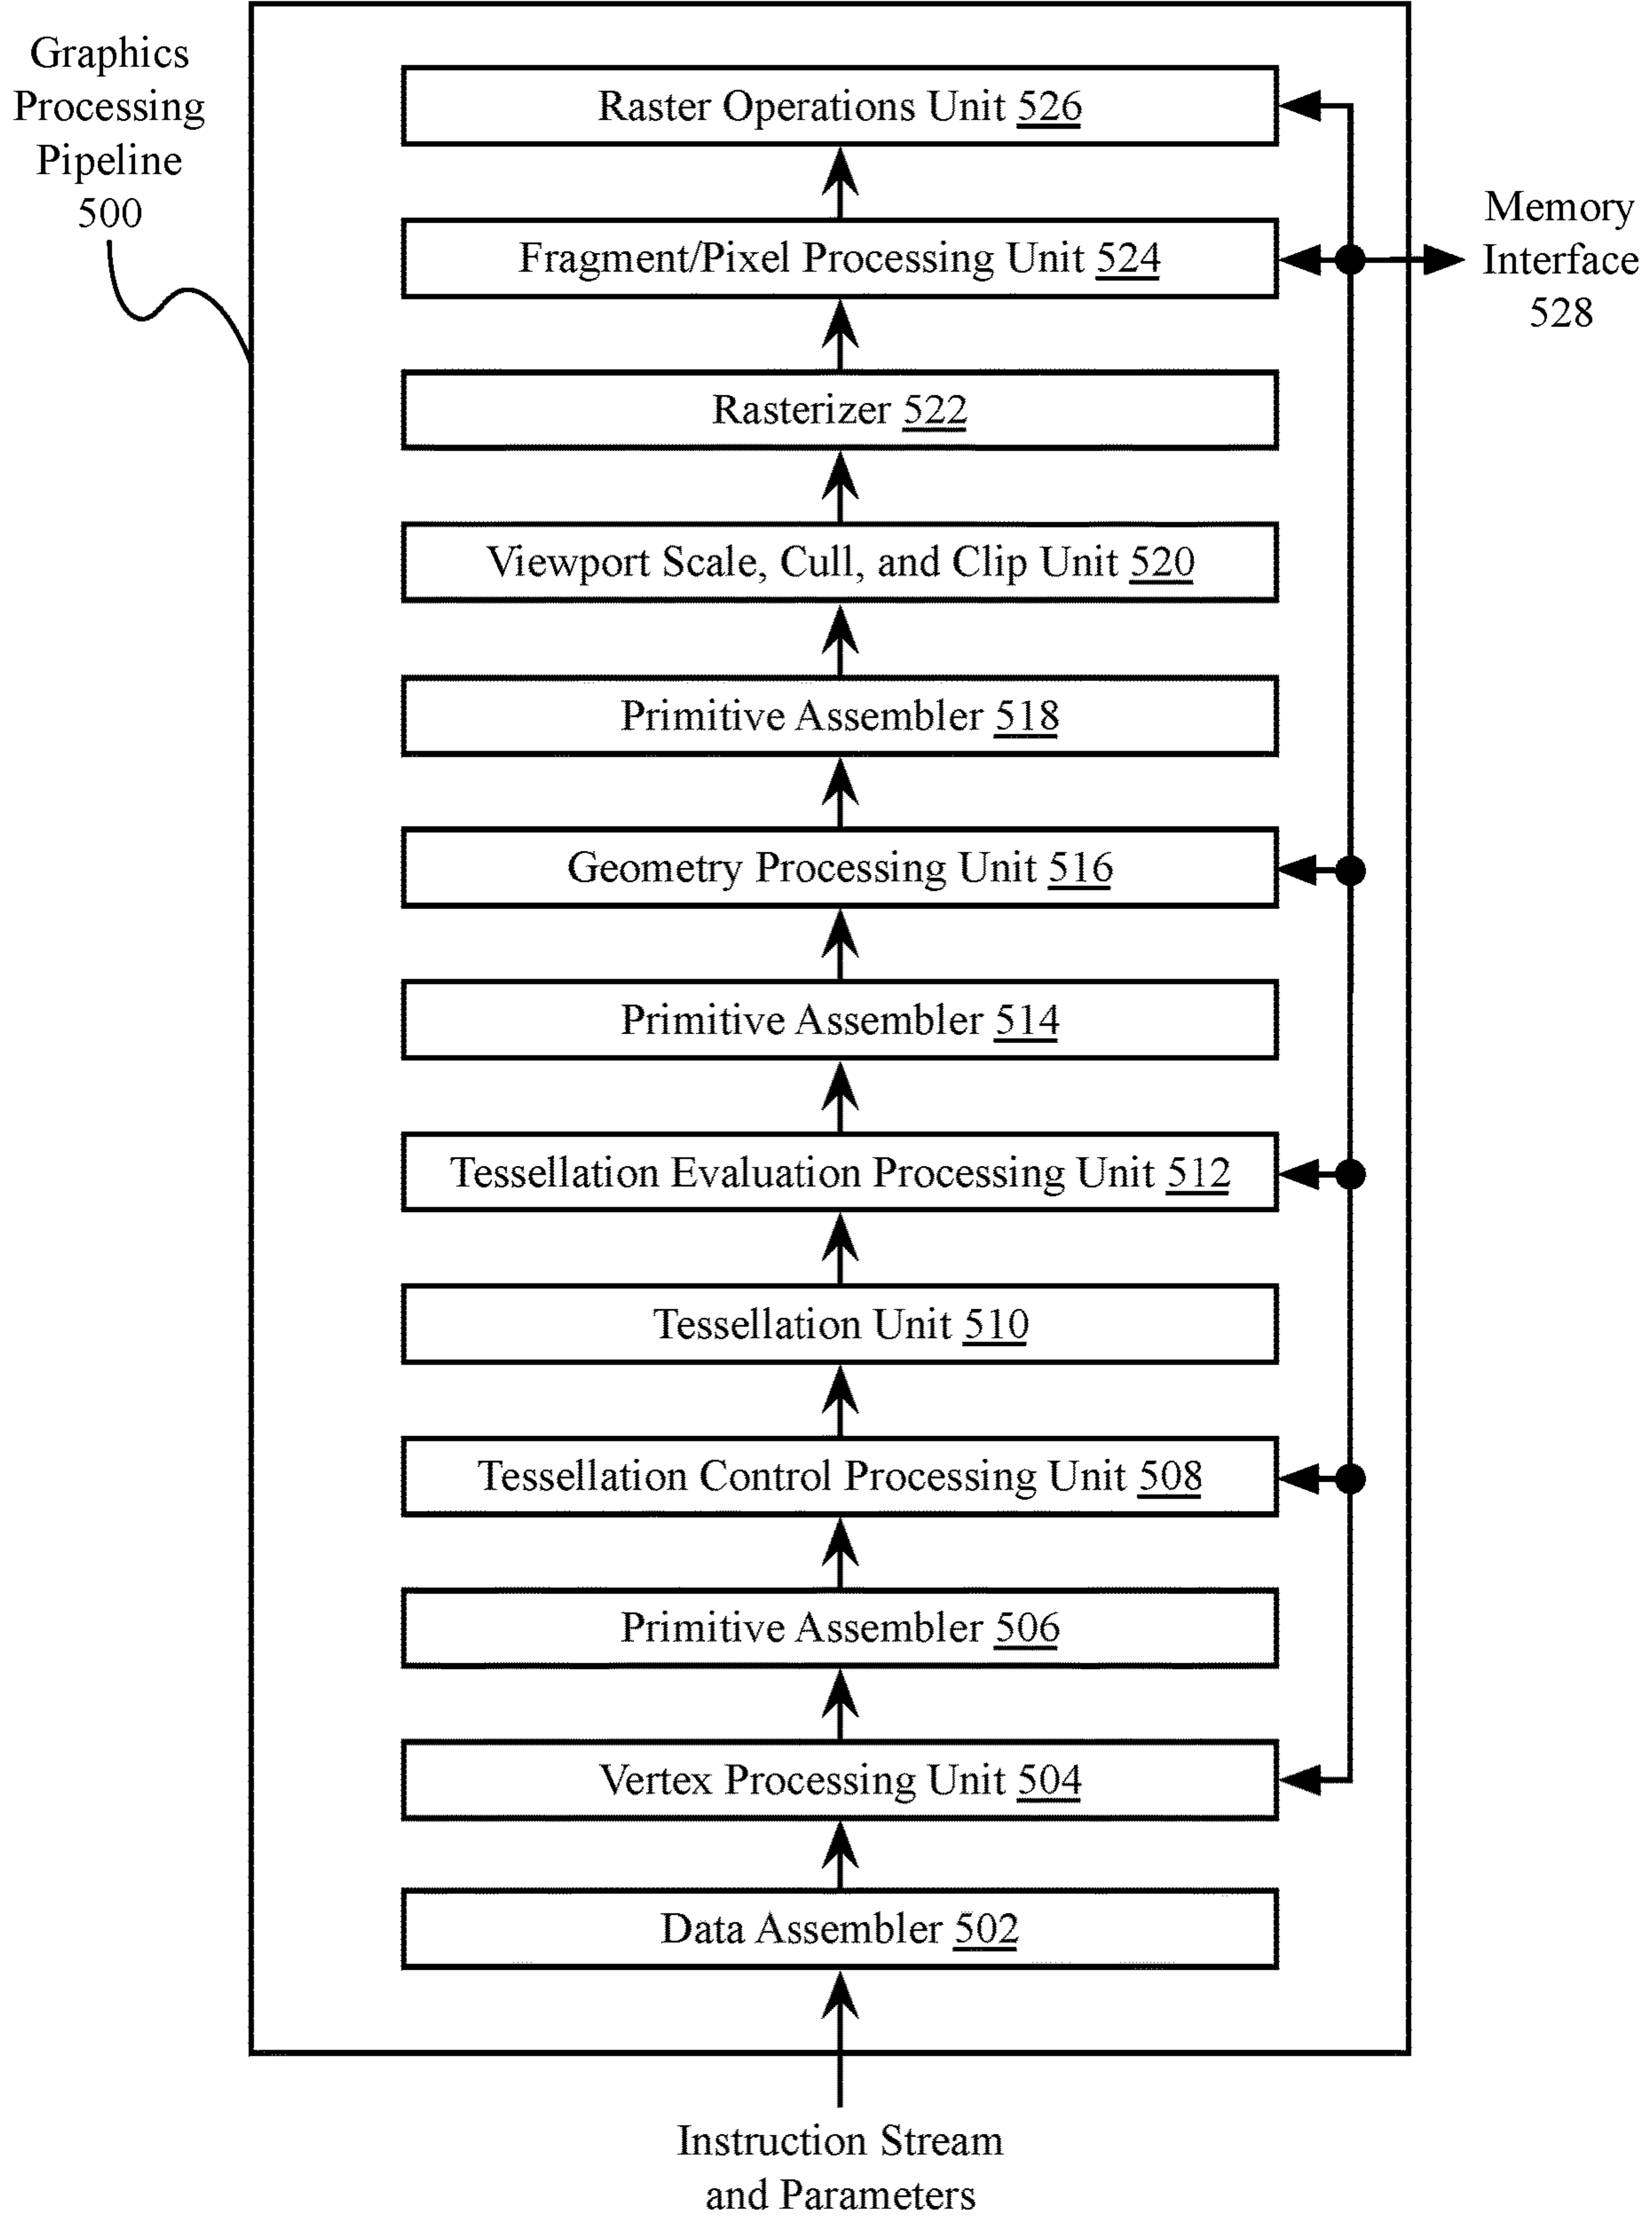 Graphics
Processing
Pipeline
500
Raster Operations Unit 526
Fragment/Pixel Processing Unit 524
Memory
Interface
528
Rasterizer 522
Viewport Scale, Cull, and Clip Unit 520
Primitive Assembler 518
Geometry Processing Unit 516
Primitive Assembler 514
Tessellation Evaluation Processing Unit 512
Tessellation Unit 510
Tessellation Control Processing Unit 508
Primitive Assembler 506
Vertex Processing Unit 504
Data Assembler 502
Instruction Stream
and Parameters